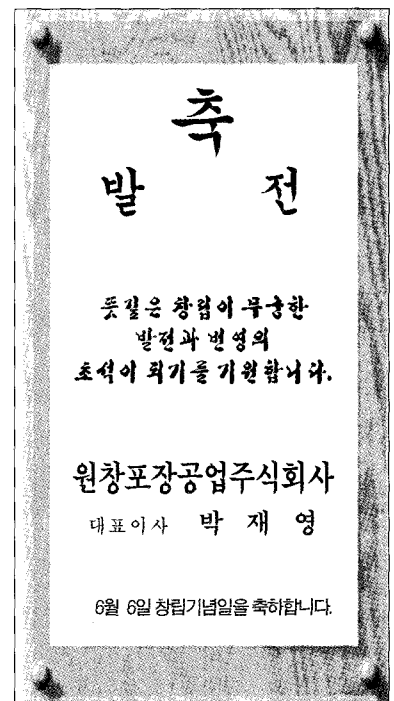 축
발 전
뜻깊은 창립이 무궁한
발전과 번영의
초석이 되기를 기원합니다.
원창포장공업주식회사
대표이사 박 재 영
6월 6일 창립기념일을 축하합니다.